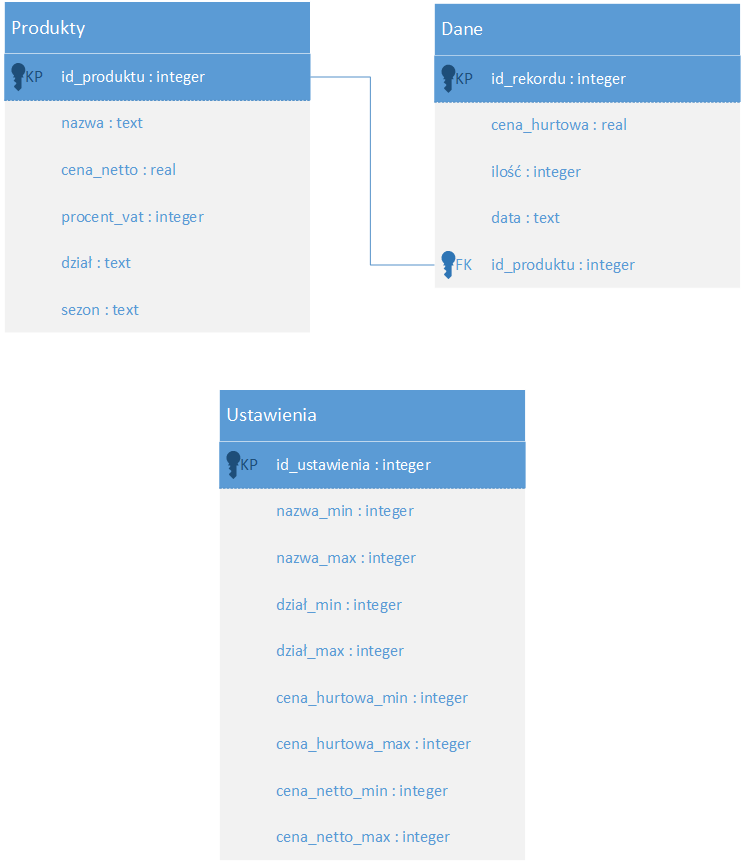 Produkty
KP id_produktu : integer
nazwa : text
cena_netto : real
procent_vat : integer
dział : text
sezon : text
Dane
KP id_rekordu : integer
cena_hurtowa : real
ilość : integer
data : text
FK id_produktu : integer
Ustawienia
KP id_ustawienia : integer
nazwa_min : integer
nazwa_max : integer
dział_min : integer
dział_max : integer
cena_hurtowa_min : integer
cena_hurtowa_max : integer
cena_netto_min : integer
cena_netto_max : integer